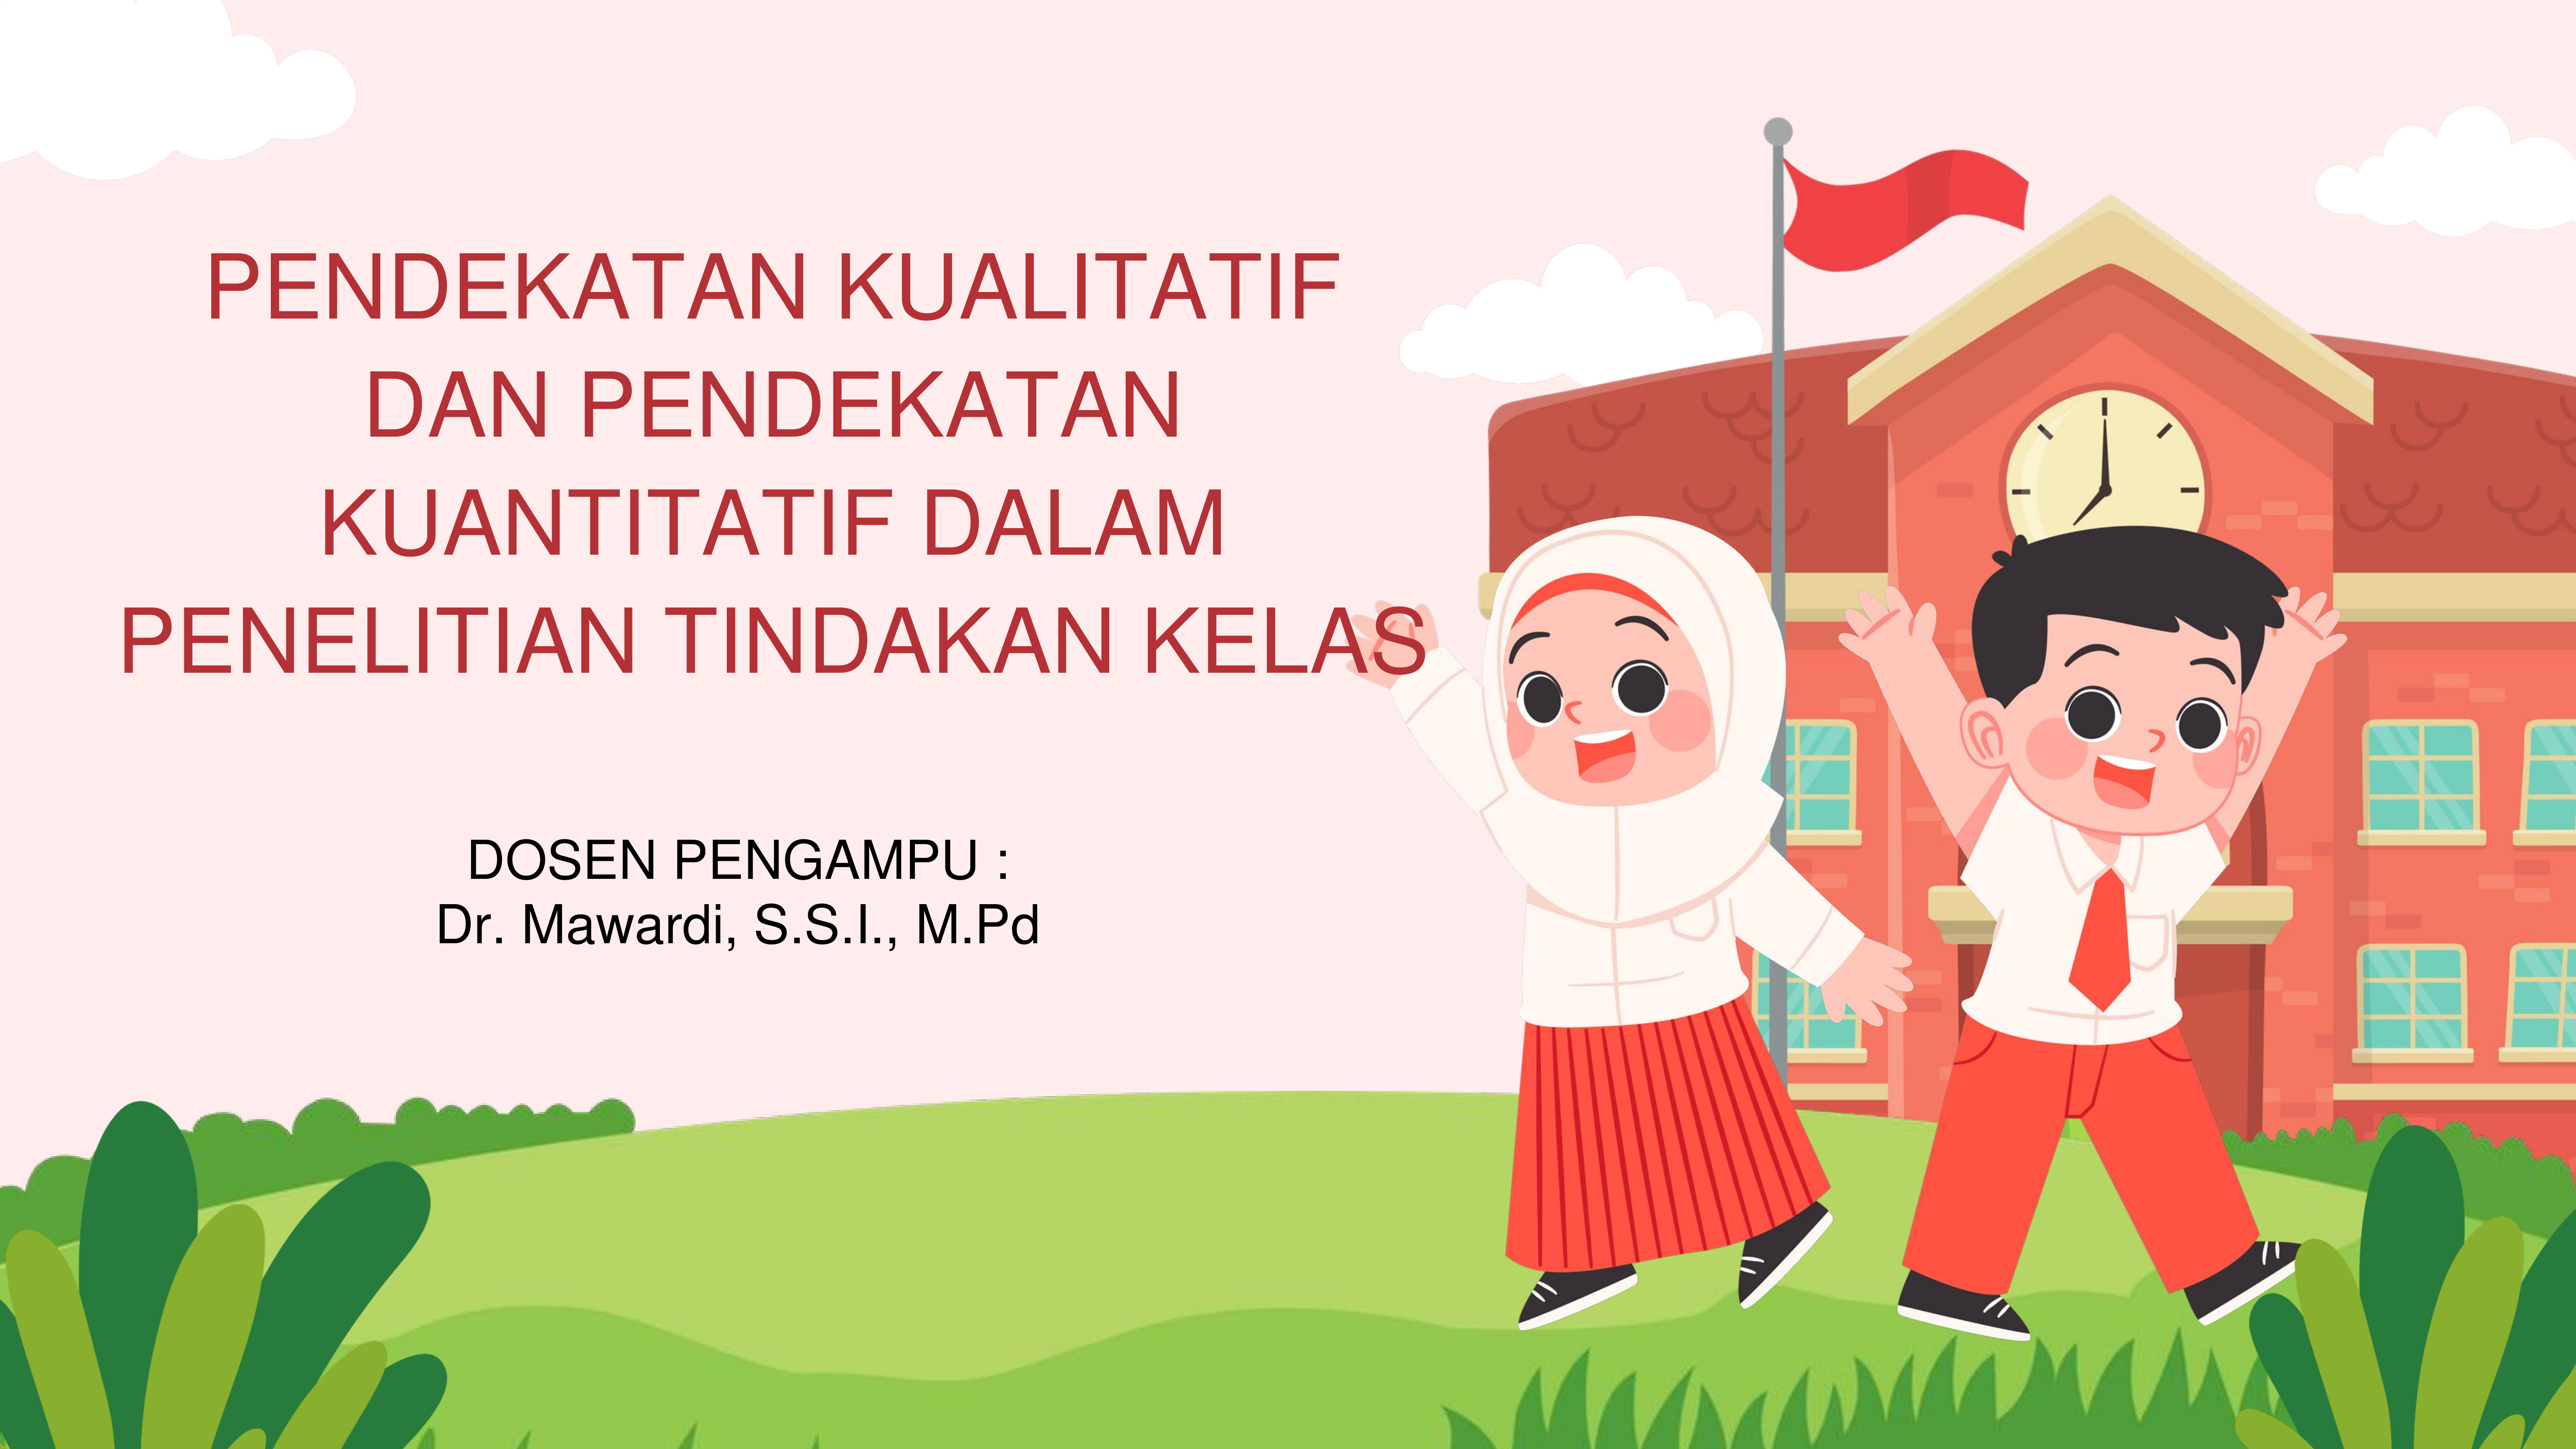 PENDEKATAN KUALITATIF
DAN PENDEKATAN
KUANTITATIF DALAM
PENELITIAN TINDAKAN KELAS
DOSEN PENGAMPU :
Dr. Mawardi, S.S.I., M.Pd